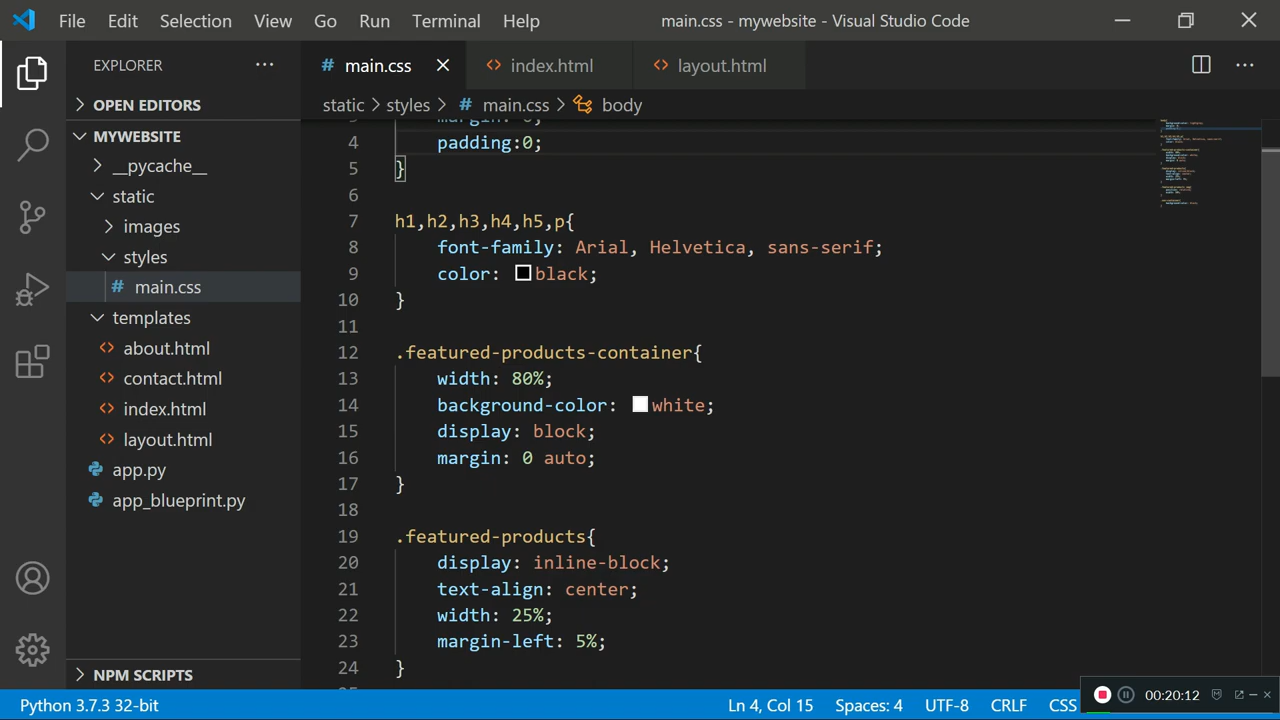 File Edit Selection View Go Run Terminal Help main.css - mywebsite - Visual Studio Code
EXPLORER
main.css index.html layout.html
OPEN EDITORS
static > styles > # main.css > body
MYWEBSITE
__pycache__
static
images
styles
# main.css
templates
<> about.html
<> contact.html
<> index.html
<> layout.html
app.py
app_blueprint.py
NPM SCRIPTS
3 margin: 0;
4 padding:0;
5 }
6
7 h1,h2,h3,h4,h5,p{
8 font-family: Arial, Helvetica, sans-serif;
9 color: black;
10 }
11
12 .featured-products-container{
13 width: 80%;
14 background-color: white;
15 display: block;
16 margin: 0 auto;
17 }
18
19 .featured-products{
20 display: inline-block;
21 text-align: center;
22 width: 25%;
23 margin-left: 5%;
24 }
Python 3.7.3 32-bit Ln 4, Col 15 Spaces: 4 UTF-8 CRLF CSS
00:20:12